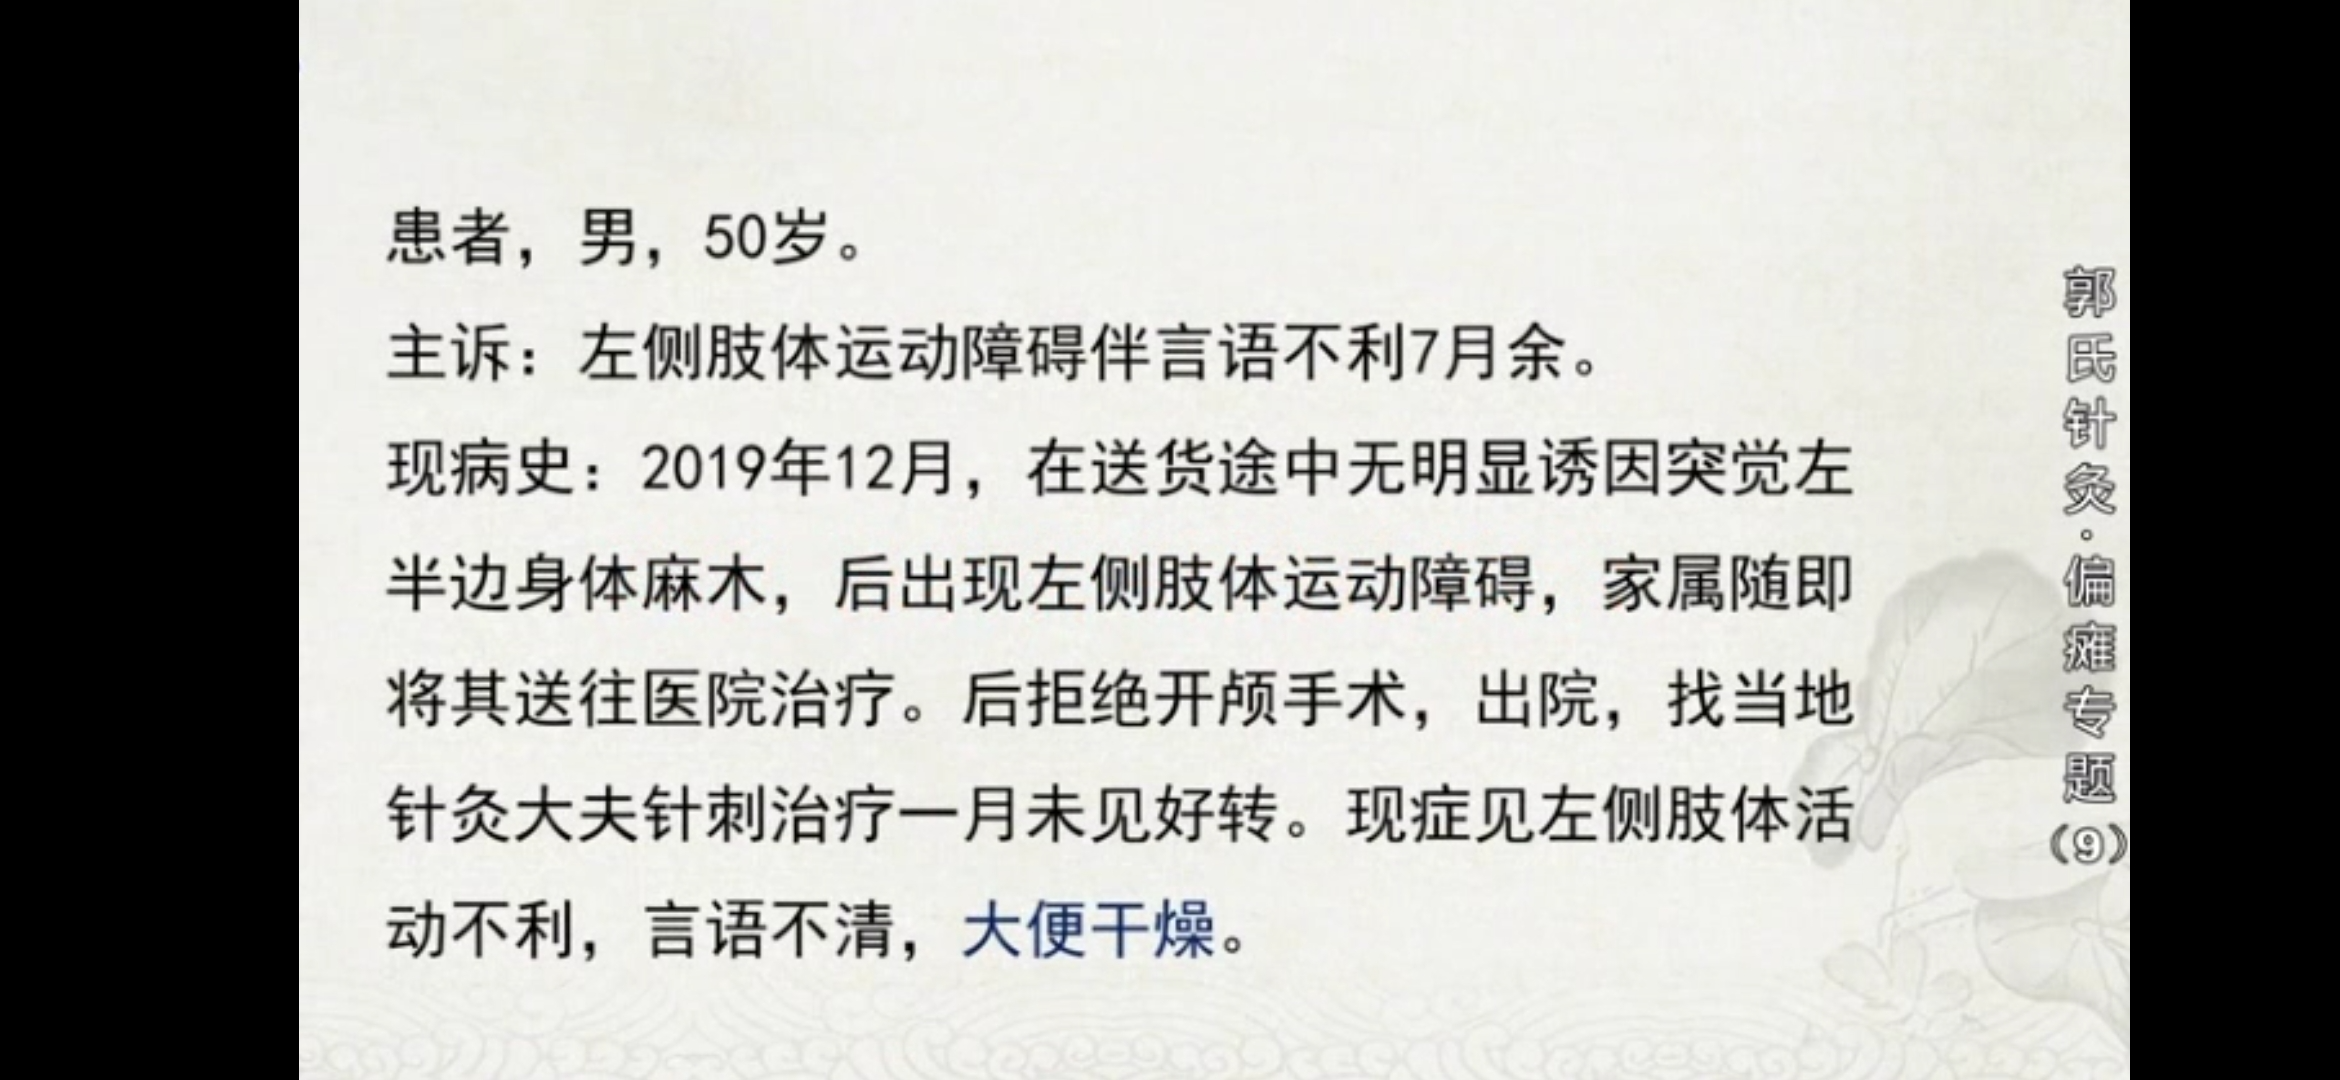 患者，男，50岁。
主诉：左侧肢体运动障碍伴言语不利7月余。
现病史：2019年12月，在送货途中无明显诱因突觉左
半边身体麻木，后出现左侧肢体运动障碍，家属随即
将其送往医院治疗。后拒绝开颅手术，出院，找当地
针灸大夫针刺治疗一月未见好转。现症见左侧肢体活
动不利，言语不清，大便干燥。
郭氏针灸·偏瘫专题（9）